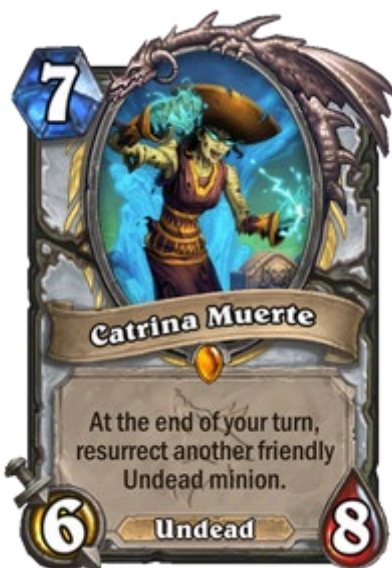 7
Catrina Muerte
At the end of your turn,
resurrect another friendly
Undead minion.
6
Undead
8